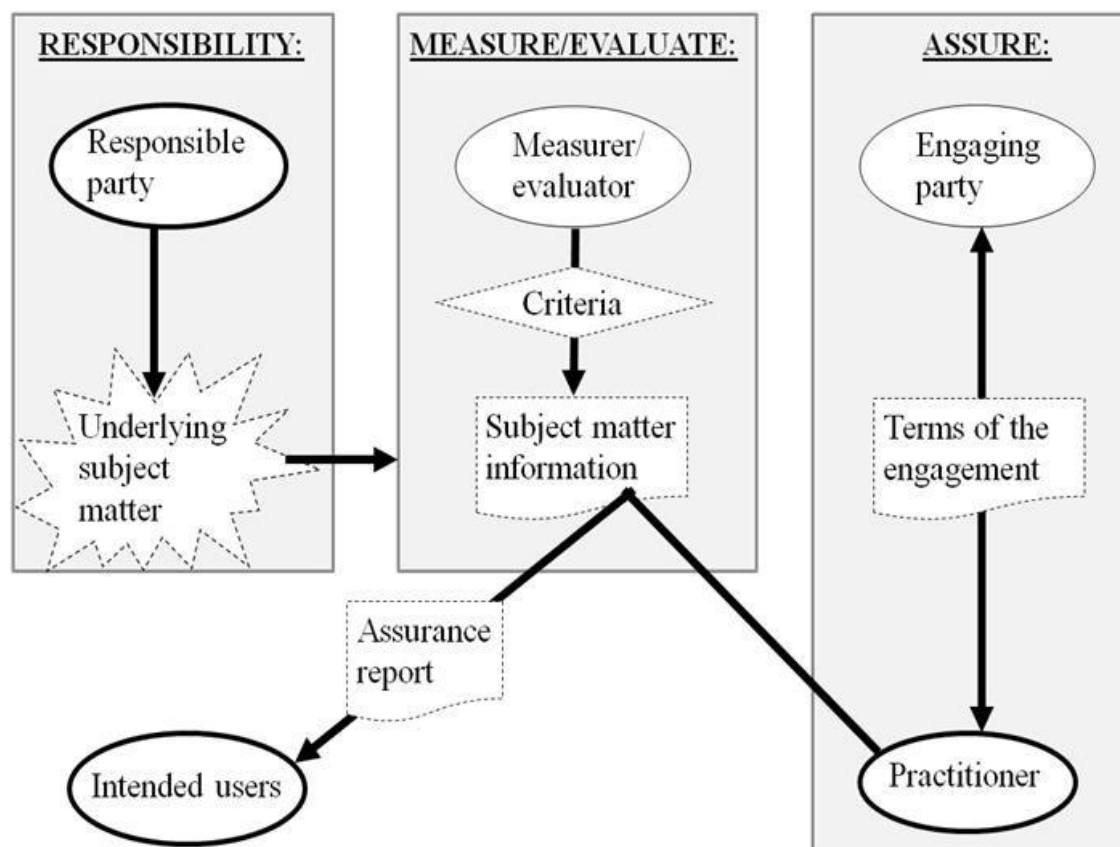 RESPONSIBILITY:
Responsible
party
Underlying
subject
matter
MEASURE/EVALUATE:
Measurer/
evaluator
Criteria
Subject matter
information
ASSURE:
Engaging
party
Terms of the
engagement
Practitioner
Assurance
report
Intended users